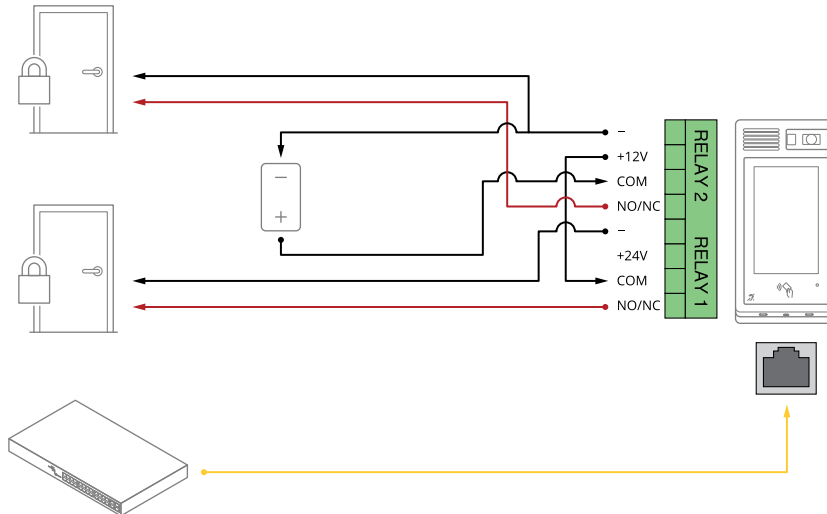 −
+12V
COM
NO/NC
−
+24V
COM
NO/NC
RELAY 2
RELAY 1
−
+